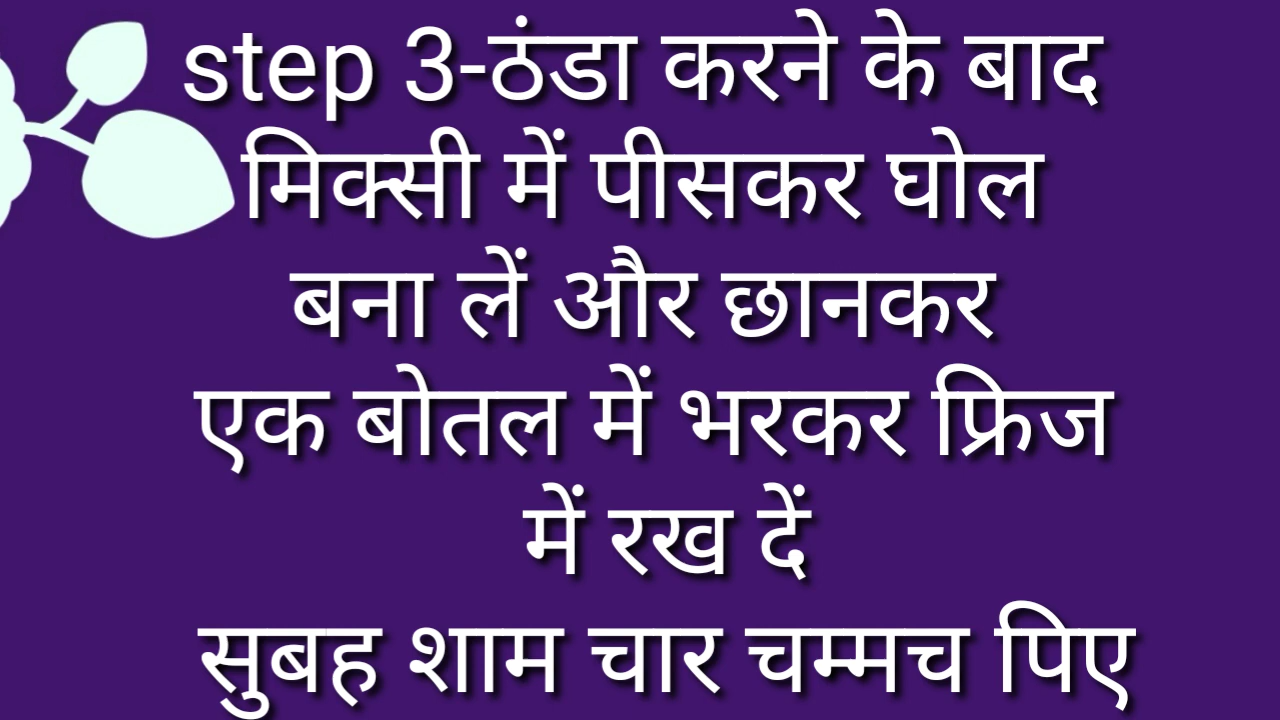 step 3-ठंडा करने के बाद
मिक्सी में पीसकर घोल
बना लें और छानकर
एक बोतल में भरकर फ्रिज
में रख दें
सुबह शाम चार चम्मच पिए